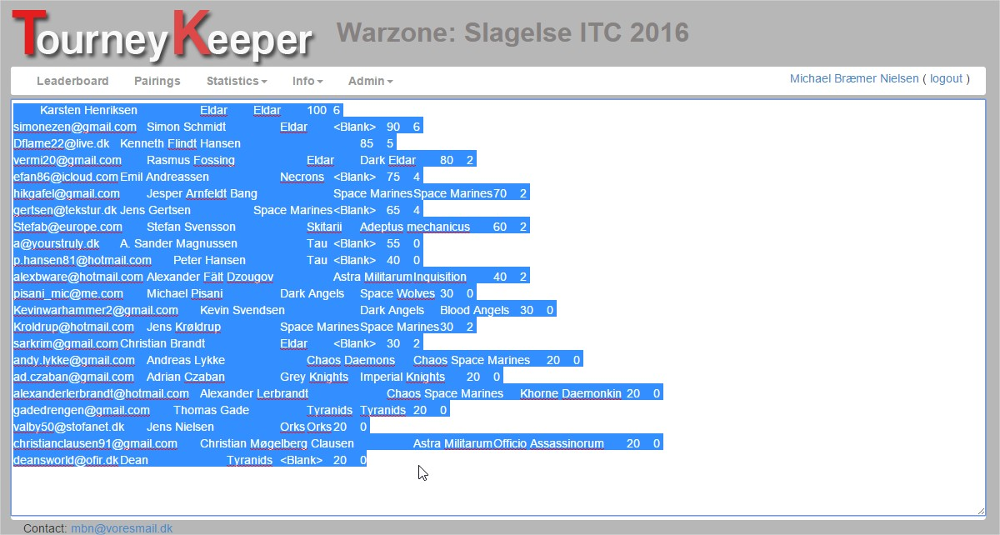 TourneyKeeper Warzone: Slagelse ITC 2016
Leaderboard Pairings Statistics Info Admin Michael Bræmer Nielsen ( logout )
Karsten Henriksen Eldar Eldar 100 6
simonezen@gmail.com Simon Schmidt Eldar <Blank> 90 6
Dflame22@live.dk Kenneth Flindt Hansen 85 5
vermi20@gmail.com Rasmus Fossing Eldar Dark Eldar 80 2
efan86@icloud.com Emil Andreassen Necrons <Blank> 75 4
hikgafel@gmail.com Jesper Arnfeldt Bang Space Marines Space Marines 70 2
gertsen@tekstur.dk Jens Gertsen Space Marines <Blank> 65 4
Stefab@europe.com Stefan Svensson Skitarii Adeptus mechanicus 60 2
a@yourstruly.dk A. Sander Magnussen Tau <Blank> 55 0
p.hansen81@hotmail.com Peter Hansen Tau <Blank> 40 0
alexbware@hotmail.com Alexander Fält Dzougov Astra Militarum Inquisition 40 2
pisani_mic@me.com Michael Pisani Dark Angels Space Wolves 30 0
Kevinwarhammer2@gmail.com Kevin Svendsen Dark Angels Blood Angels 30 0
Kroldrup@hotmail.com Jens Krøldrup Space Marines Space Marines 30 2
sarkrim@gmail.com Christian Brandt Eldar <Blank> 30 2
andy.lykke@gmail.com Andreas Lykke Chaos Daemons Chaos Space Marines 20 0
ad.czaban@gmail.com Adrian Czaban Grey Knights Imperial Knights 20 0
alexanderlerbrandt@hotmail.com Alexander Lerbrandt Chaos Space Marines Khorne Daemonkin 20 0
gadedrengen@gmail.com Thomas Gade Tyranids Tyranids 20 0
valby50@stofanet.dk Jens Nielsen Orks Orks 20 0
christianclausen91@gmail.com Christian Møgelberg Clausen Astra Militarum Officio Assassinorum 20 0
deansworld@ofir.dk Dean Tyranids <Blank> 20 0
Contact: mbn@voresmail.dk